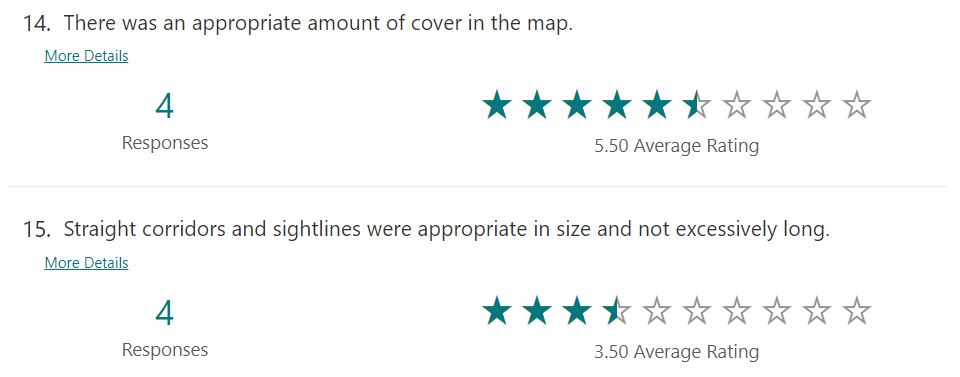 14. There was an appropriate amount of cover in the map.
More Details
4
Responses
5.50 Average Rating
15. Straight corridors and sightlines were appropriate in size and not excessively long.
More Details
4
Responses
3.50 Average Rating